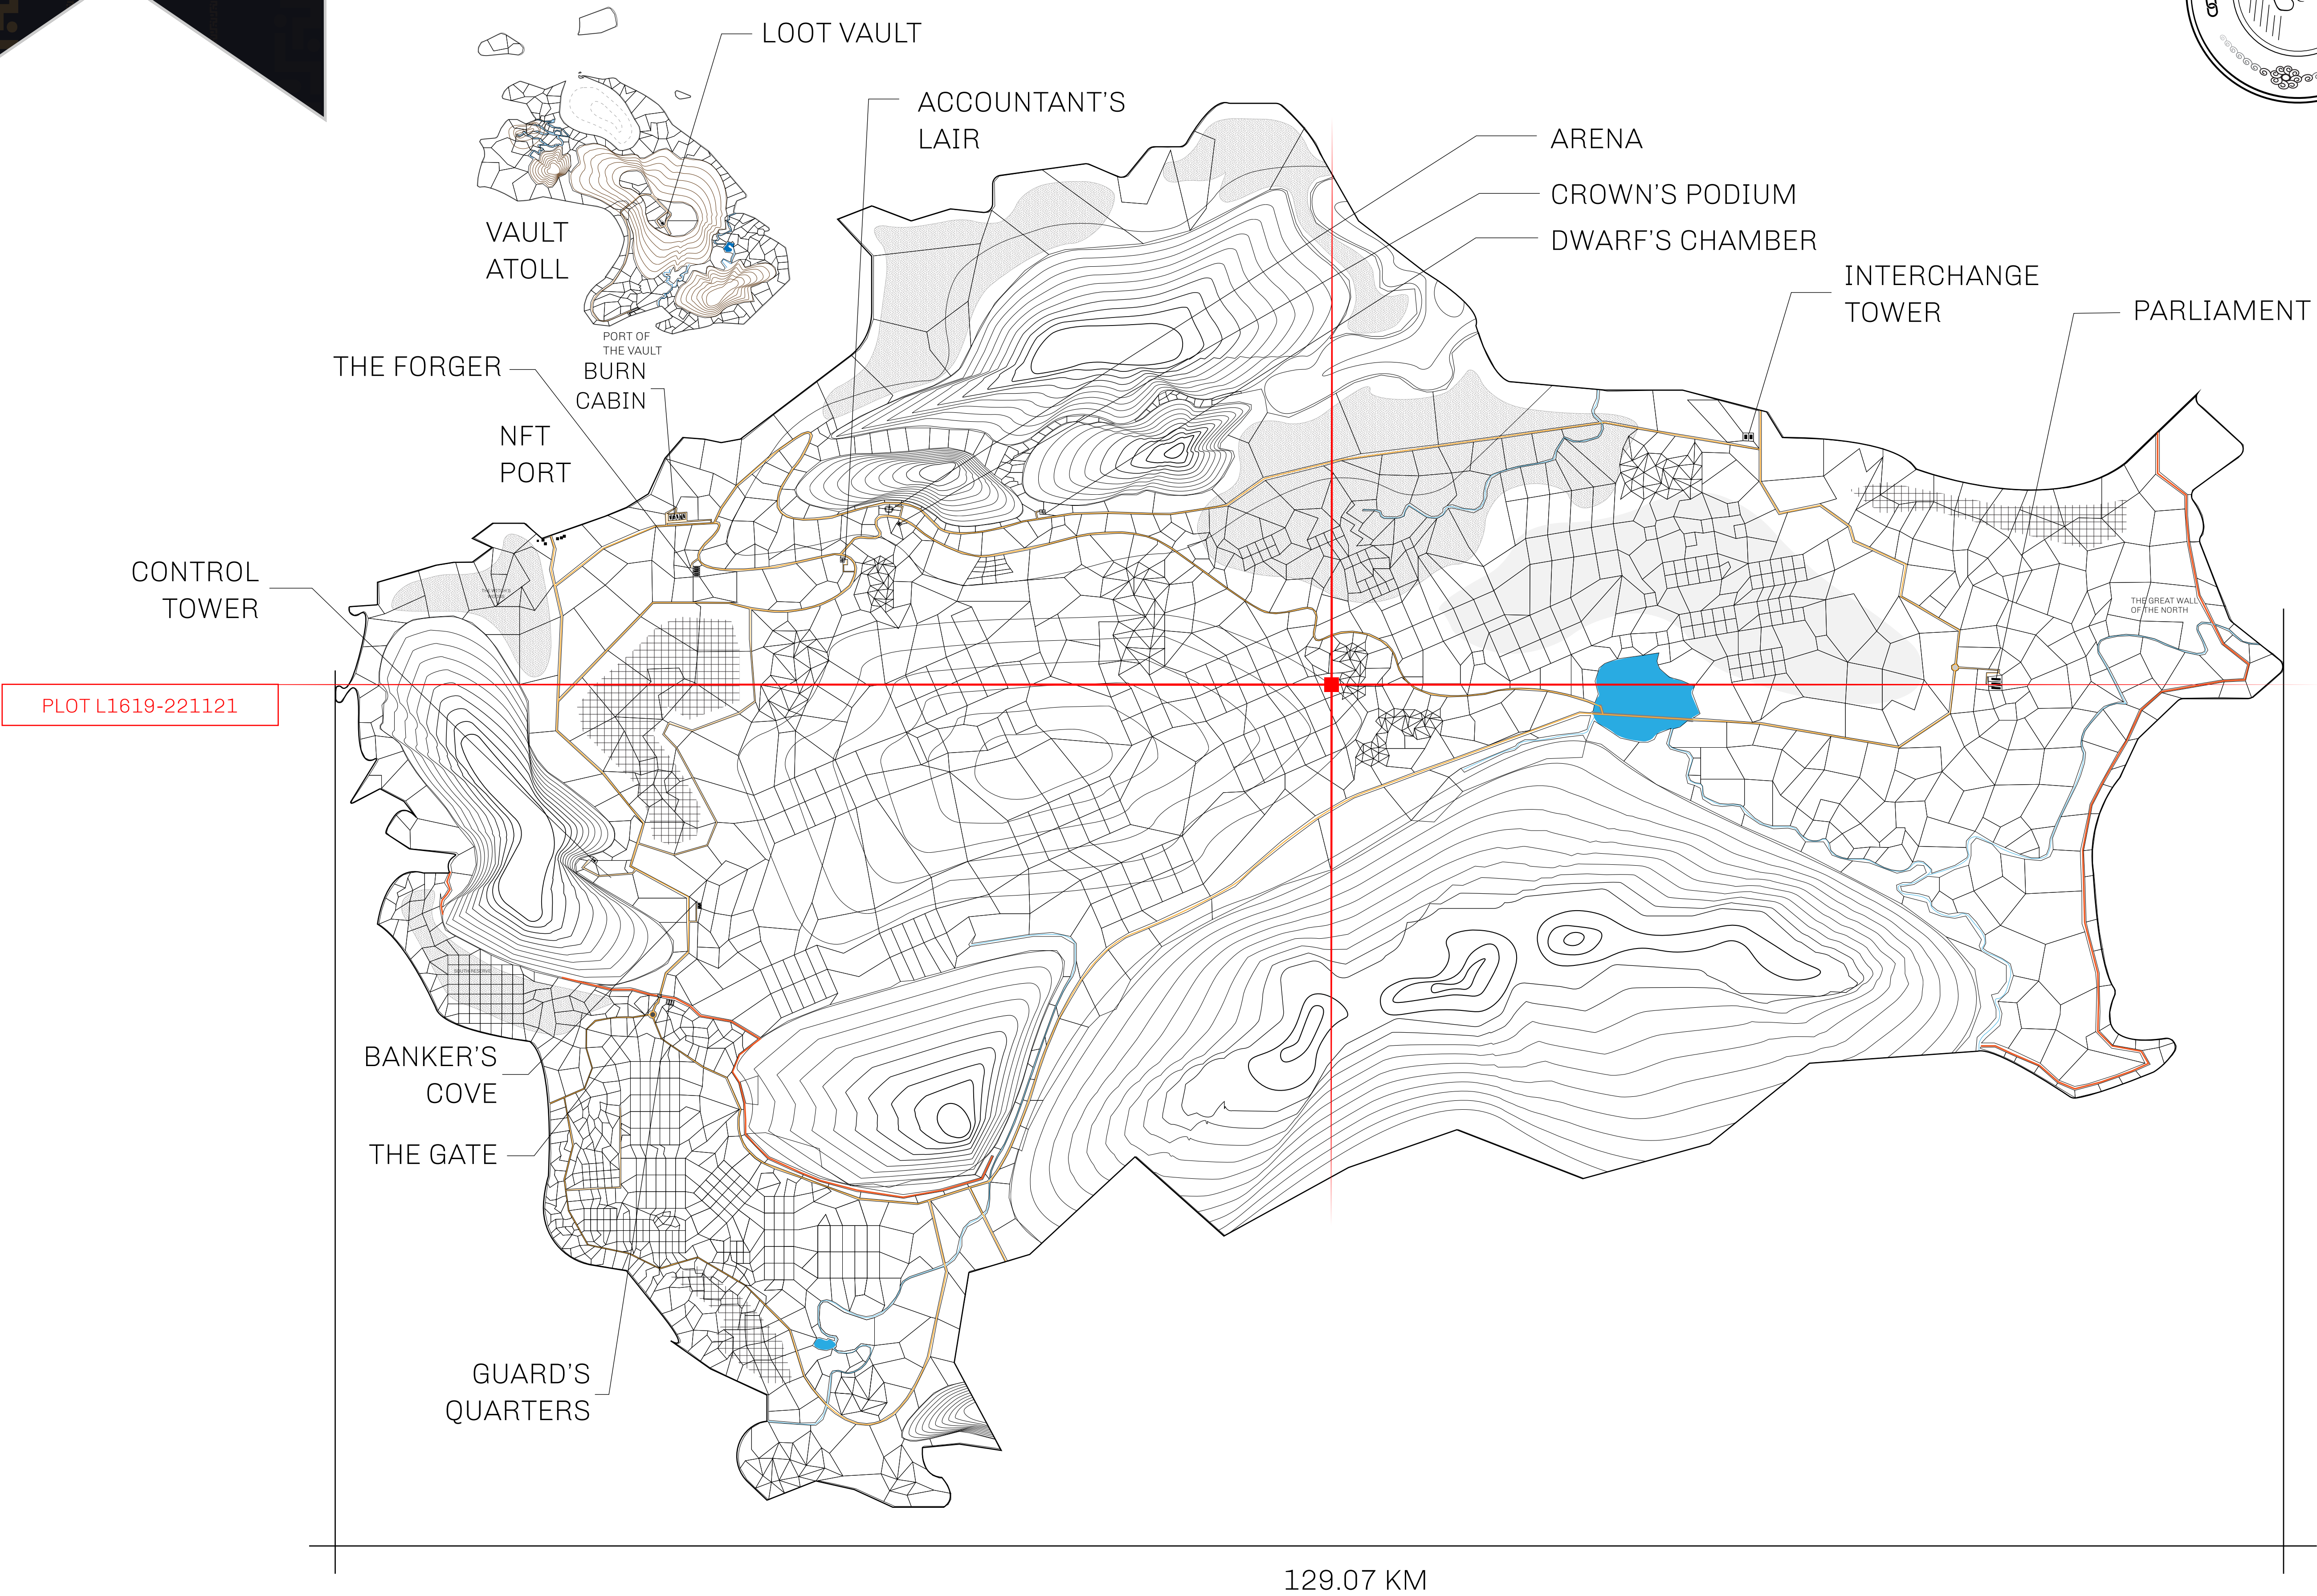 LOOT VAULT
ACCOUNTANT'S
LAIR
ARENA
CROWN'S PODIUM
DWARF'S CHAMBER
VAULT
ATOLL
INTERCHANGE
TOWER
PARLIAMENT
PORT OF
THE VAULT
THE FORGER
BURN
CABIN
NFT
PORT
CONTROL
TOWER
THE GREAT WALL
OF THE NORTH
PLOT L1619-221121
SOUTH RESERVE
BANKER'S
COVE
THE GATE
GUARD'S
QUARTERS
129.07 KM